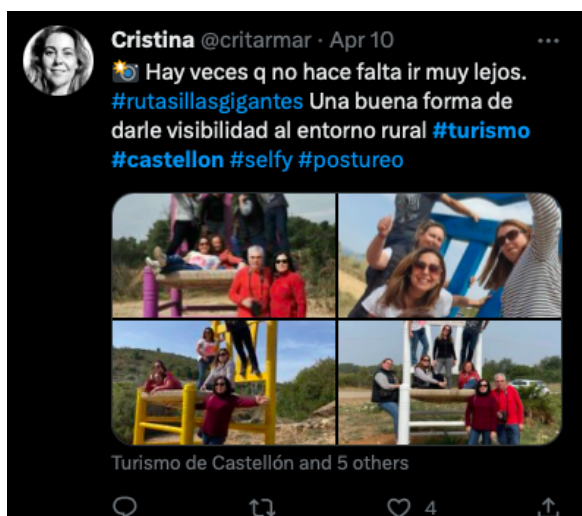 Cristina @critarmar · Apr 10
Hay veces q no hace falta ir muy lejos.
#rutasillasgigantes Una buena forma de
darle visibilidad al entorno rural #turismo
#castellon #selfy #postureo
Turismo de Castellón and 5 others
4